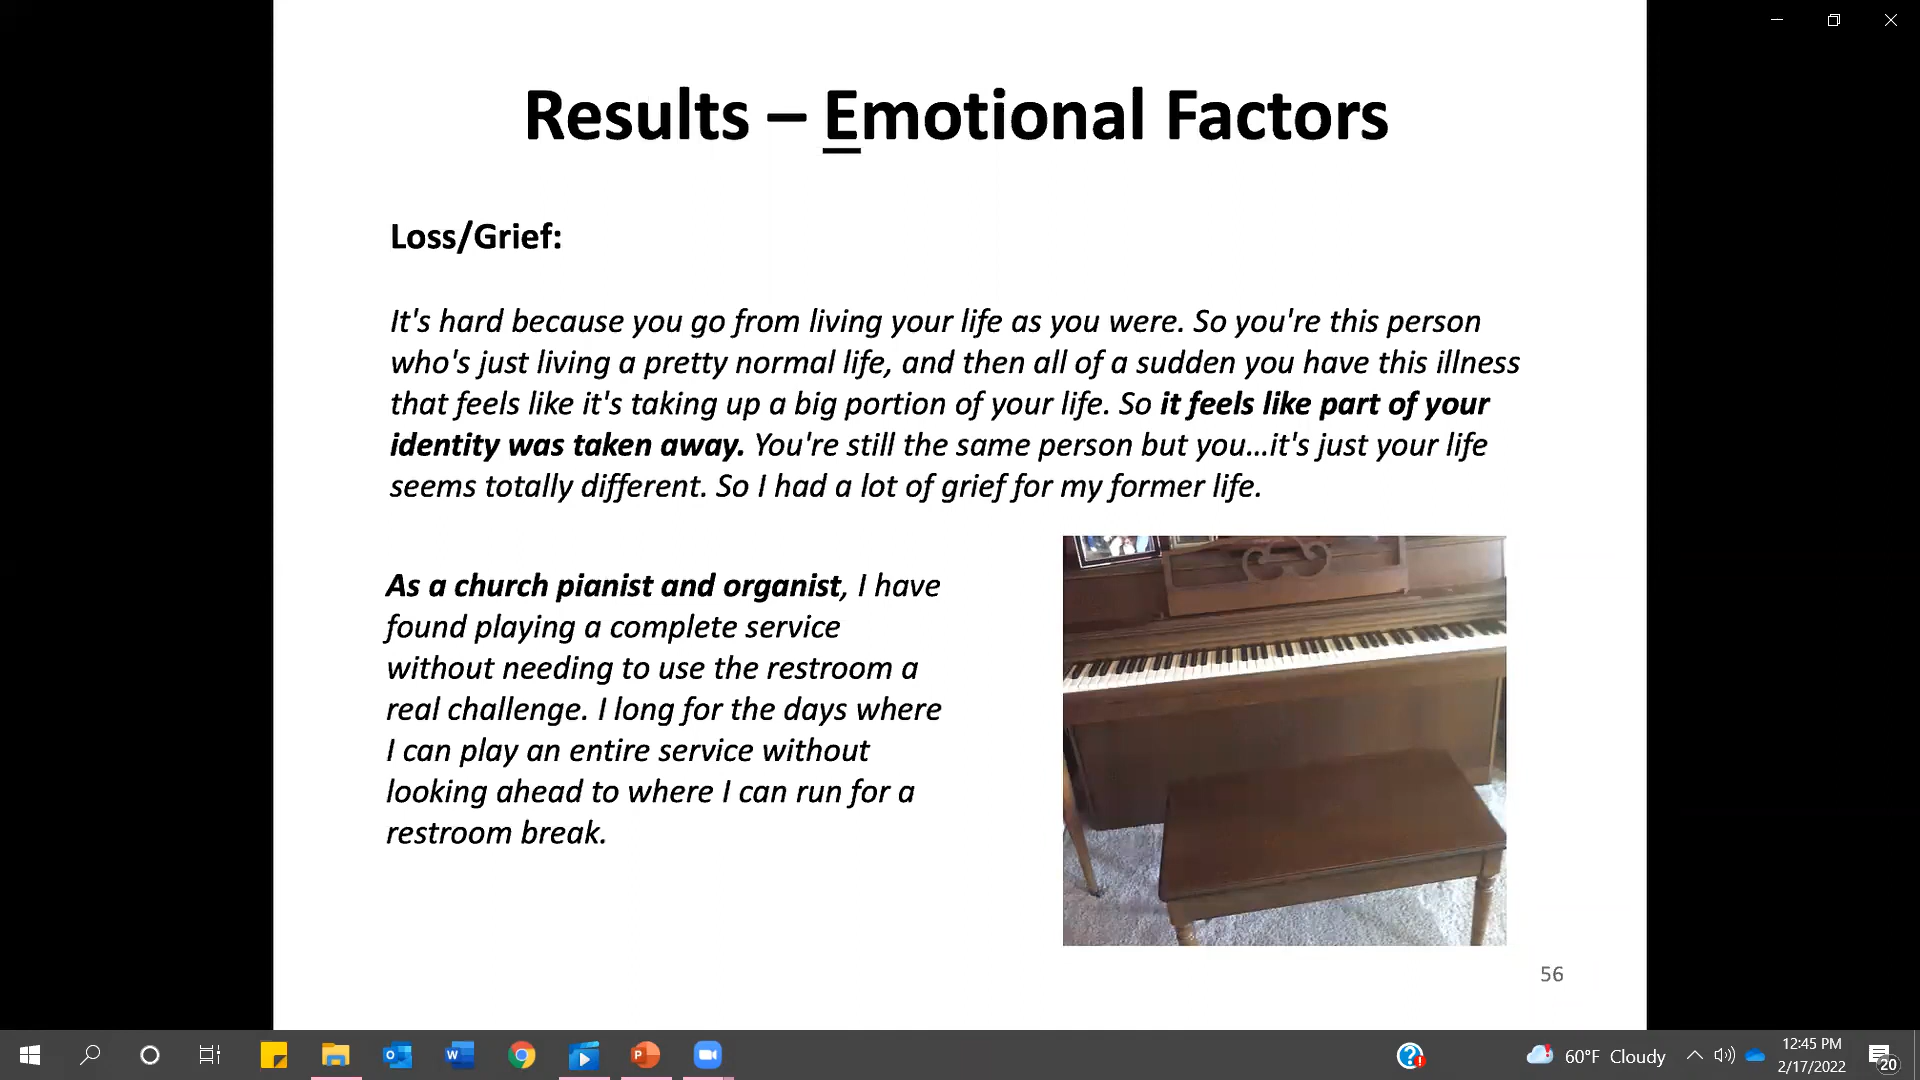 Results – Emotional Factors
Loss/Grief:
It's hard because you go from living your life as you were. So you're this person
who's just living a pretty normal life, and then all of a sudden you have this illness
that feels like it's taking up a big portion of your life. So it feels like part of your
identity was taken away. You're still the same person but you...it's just your life
seems totally different. So I had a lot of grief for my former life.
As a church pianist and organist, I have
found playing a complete service
without needing to use the restroom a
real challenge. I long for the days where
I can play an entire service without
looking ahead to where I can run for a
restroom break.
56
60°F Cloudy
12:45 PM
2/17/2022
20